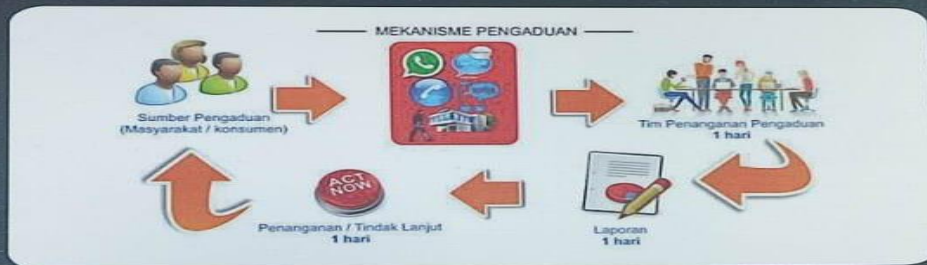 MEKANISME PENGADUAN
Sumber Pengaduan
(Masyarakat / konsumen)
Tim Penanganan Pengaduan
1 hari
ACT
NOW
Penanganan / Tindak Lanjut
1 hari
Laporan
1 hari